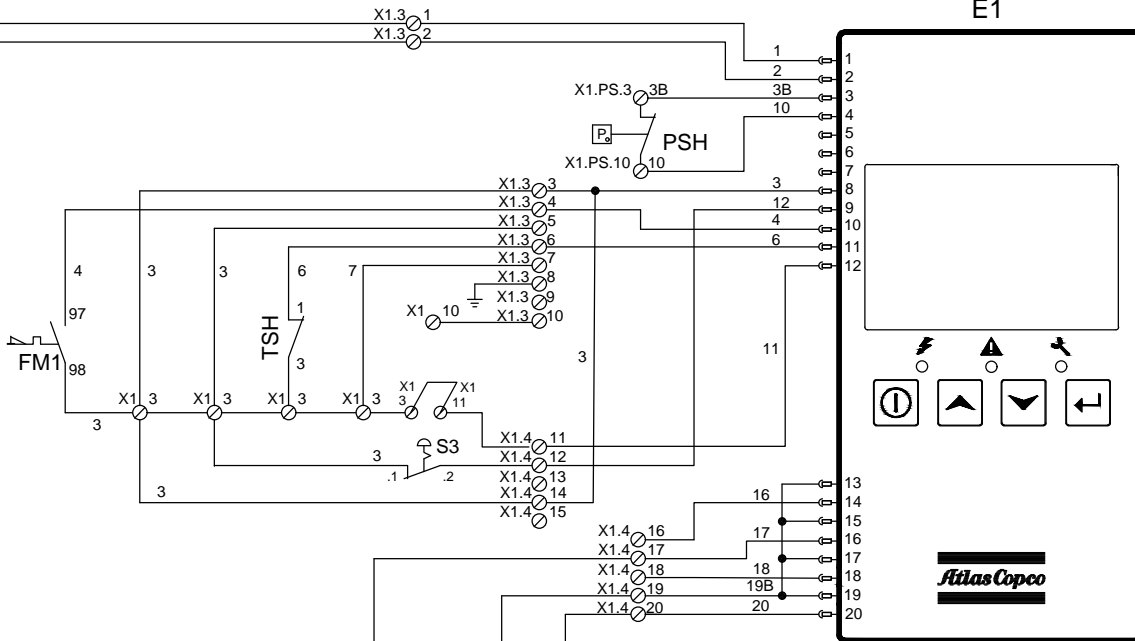 E1
X1.3 1
X1.3 2
1
1
2
2
X1.PS.3 3B
3B
3
10
4
5
P
PSH
6
X1.PS.10 10
7
X1.3 3
3
8
X1.3 4
12
9
X1.3 5
4
10
X1.3 6
6
11
X1.3 7
12
4
3
3
6
7
X1.3 8
X1.3 9
X1 10
X1.3 10
97
1
TSH
FM1
98
3
3
11
X1 3
X1 3
X1 3
X1 3
X1 3
X1 11
3
X1.4 11
S3
3
.1
.2
X1.4 12
X1.4 13
3
X1.4 14
X1.4 15
13
16
14
15
X1.4 16
17
16
X1.4 17
17
X1.4 18
18
18
X1.4 19
19B
19
X1.4 20
20
20
Atlas Copco